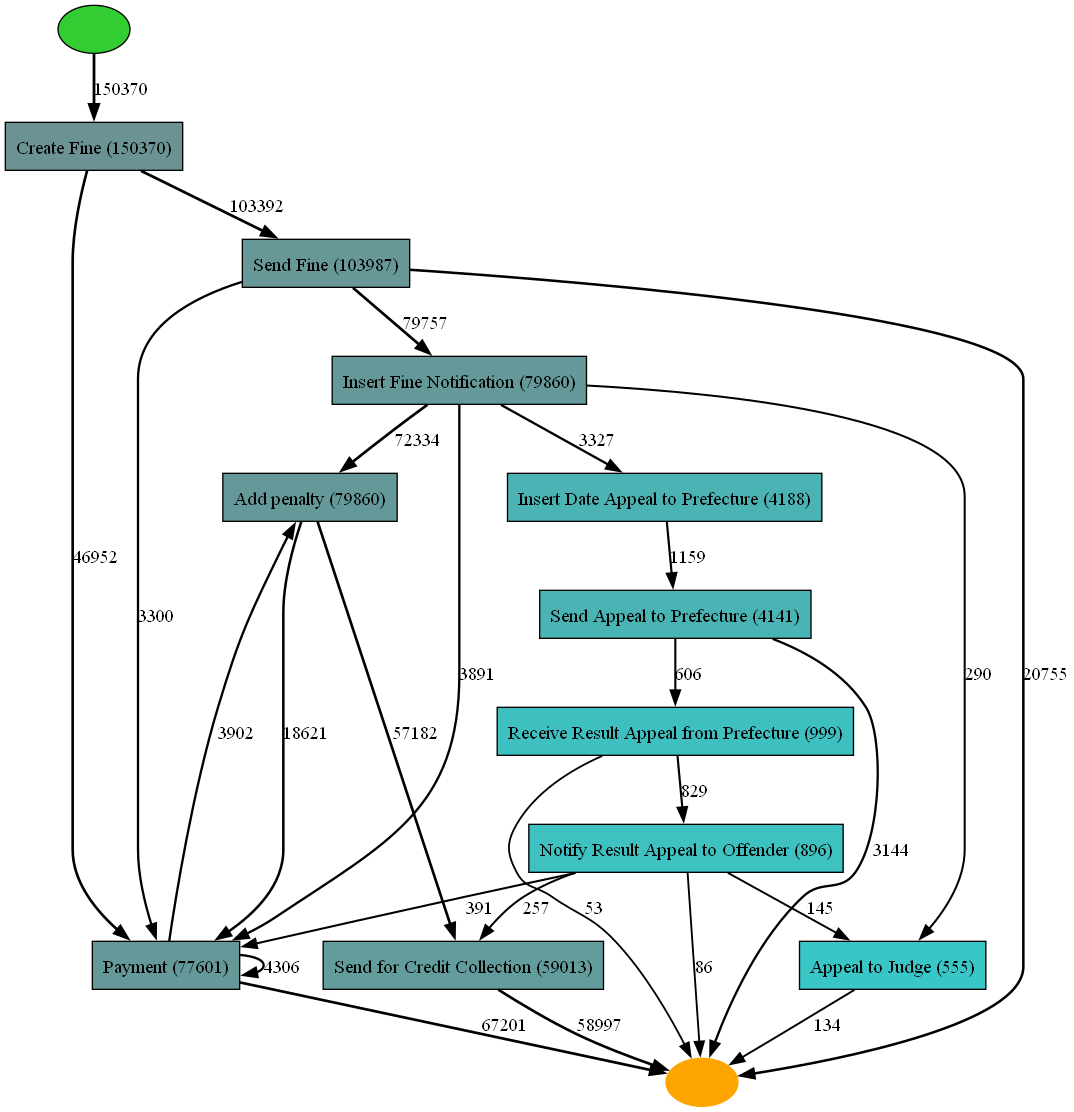 150370
Create Fine (150370)
103392
Send Fine (103987)
79757
Insert Fine Notification (79860)
72334
3327
Add penalty (79860)
Insert Date Appeal to Prefecture (4188)
46952
1159
3300
Send Appeal to Prefecture (4141)
3891
606
290
20755
3902
18621
57182
Receive Result Appeal from Prefecture (999)
829
Notify Result Appeal to Offender (896)
3144
391
257
53
145
Payment (77601)
4306
Send for Credit Collection (59013)
86
Appeal to Judge (555)
67201
58997
134